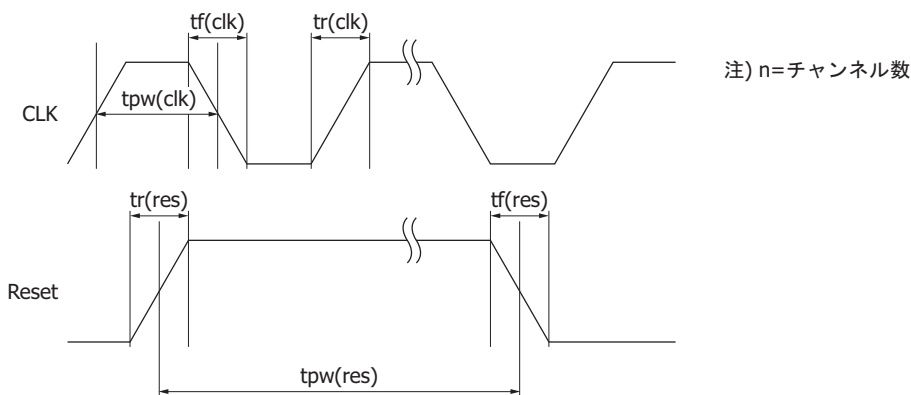 tf(clk)
tr(clk)
注) n=チャンネル数
CLK
tpw(clk)
tr(res)
tf(res)
Reset
tpw(res)